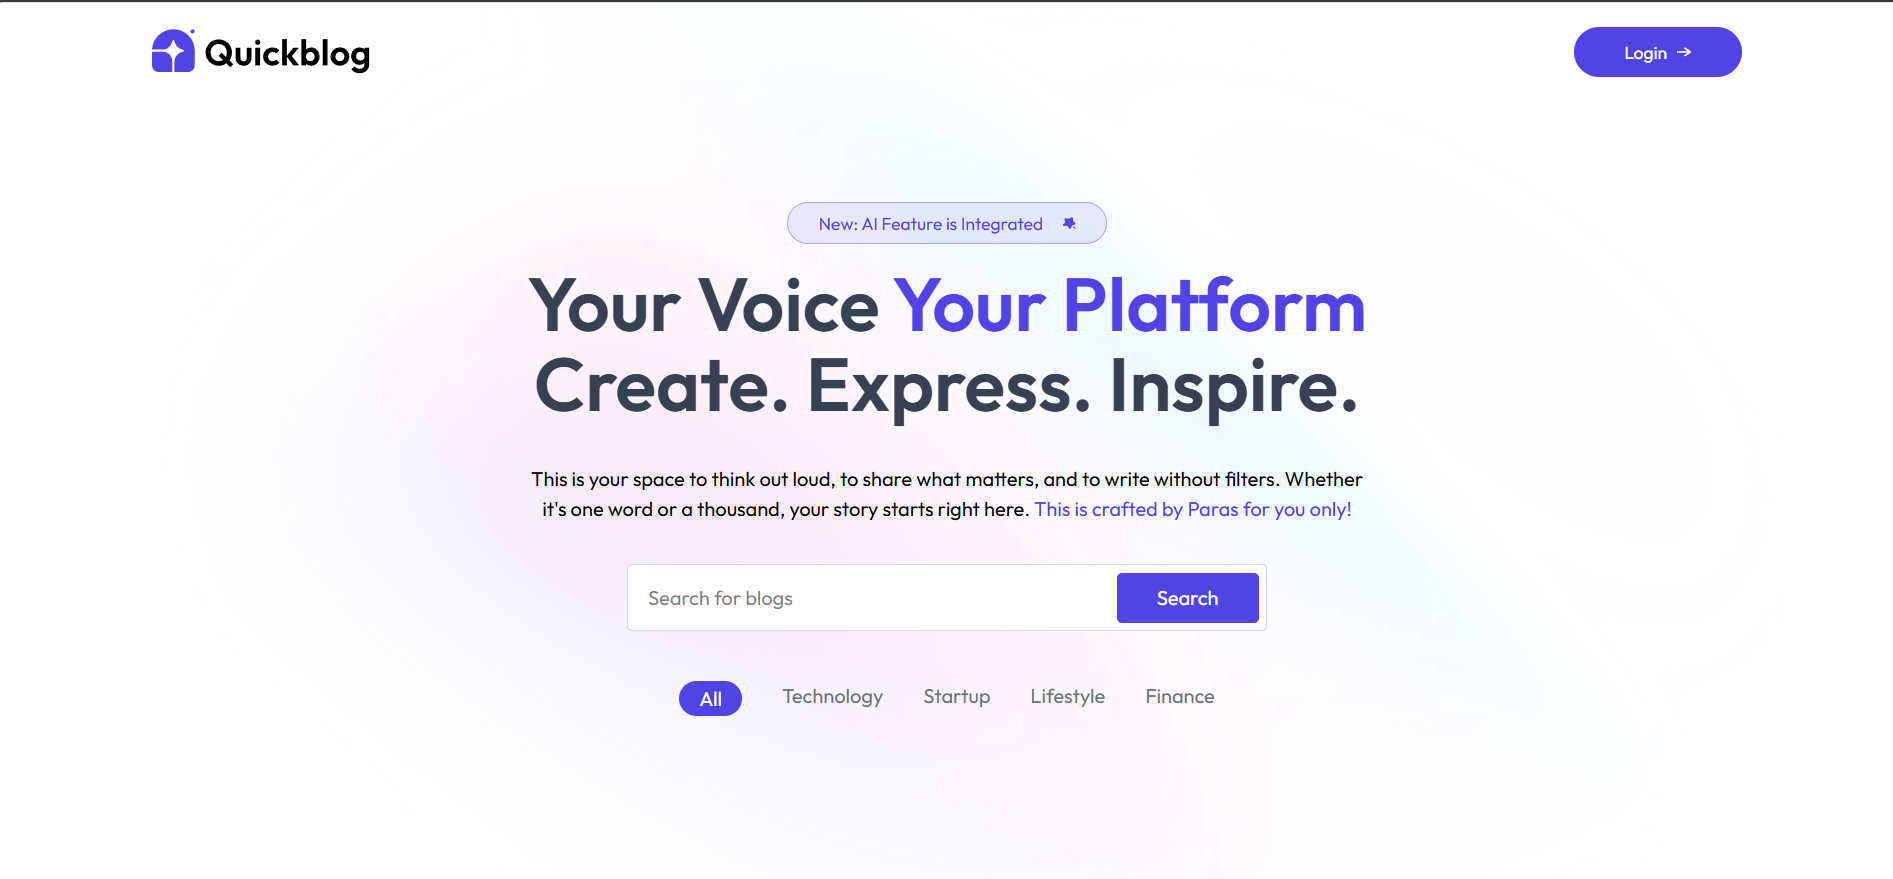 Quickblog
Login →
New: AI Feature is Integrated
Your Voice Your Platform
Create. Express. Inspire.
This is your space to think out loud, to share what matters, and to write without filters. Whether
it's one word or a thousand, your story starts right here. This is crafted by Paras for you only!
Search for blogs Search
All Technology Startup Lifestyle Finance